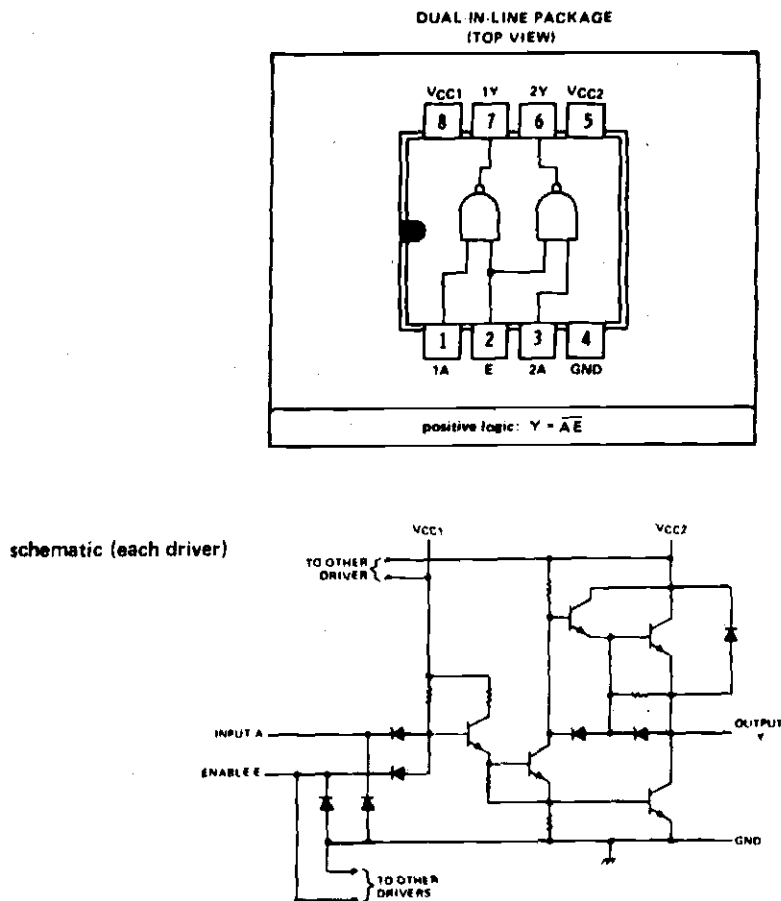 DUAL-IN-LINE PACKAGE
(TOP VIEW)
VCC1 1Y 2Y VCC2
8 7 6 5
1 2 3 4
1A E 2A GND
positive logic: Y = A̅E̅
schematic (each driver)
VCC1
VCC2
TO OTHER
DRIVER
INPUT A
OUTPUT
Y
ENABLE E
GND
TO OTHER
DRIVERS